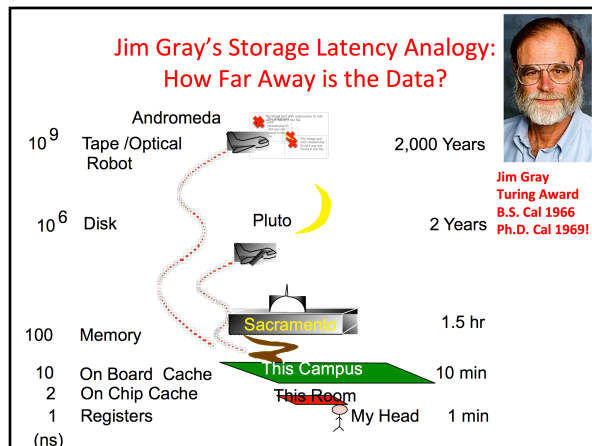 Jim Gray's Storage Latency Analogy:
How Far Away is the Data?
Andromeda
10^9 Tape /Optical Robot 2,000 Years
Jim Gray
Turing Award
B.S. Cal 1966
Ph.D. Cal 1969!
10^6 Disk Pluto 2 Years
Sacramento 1.5 hr
100 Memory
This Campus
10 On Board Cache 10 min
2 On Chip Cache This Room
1 Registers My Head 1 min
(ns)